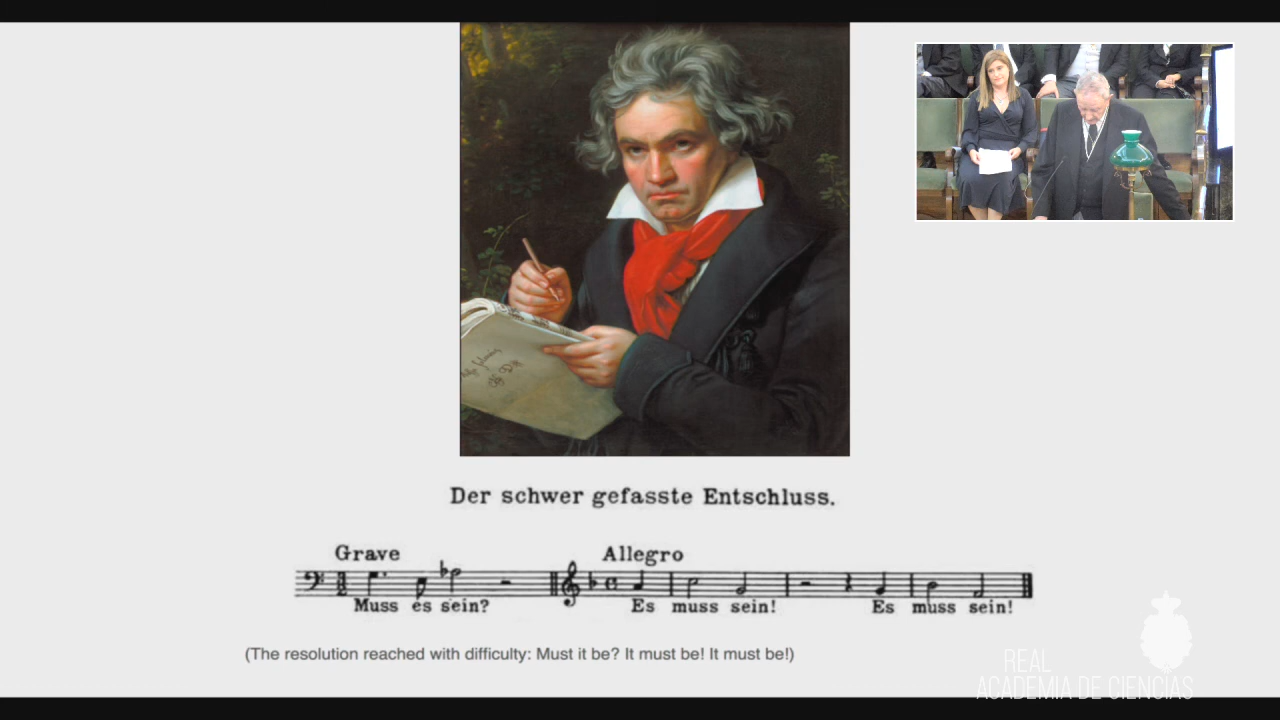 Der schwer gefasste Entschluss.
Grave Allegro
Muss es sein? Es muss sein! Es muss sein!
(The resolution reached with difficulty: Must it be? It must be! It must be!)
REAL
ACADEMIA DE CIENCIAS